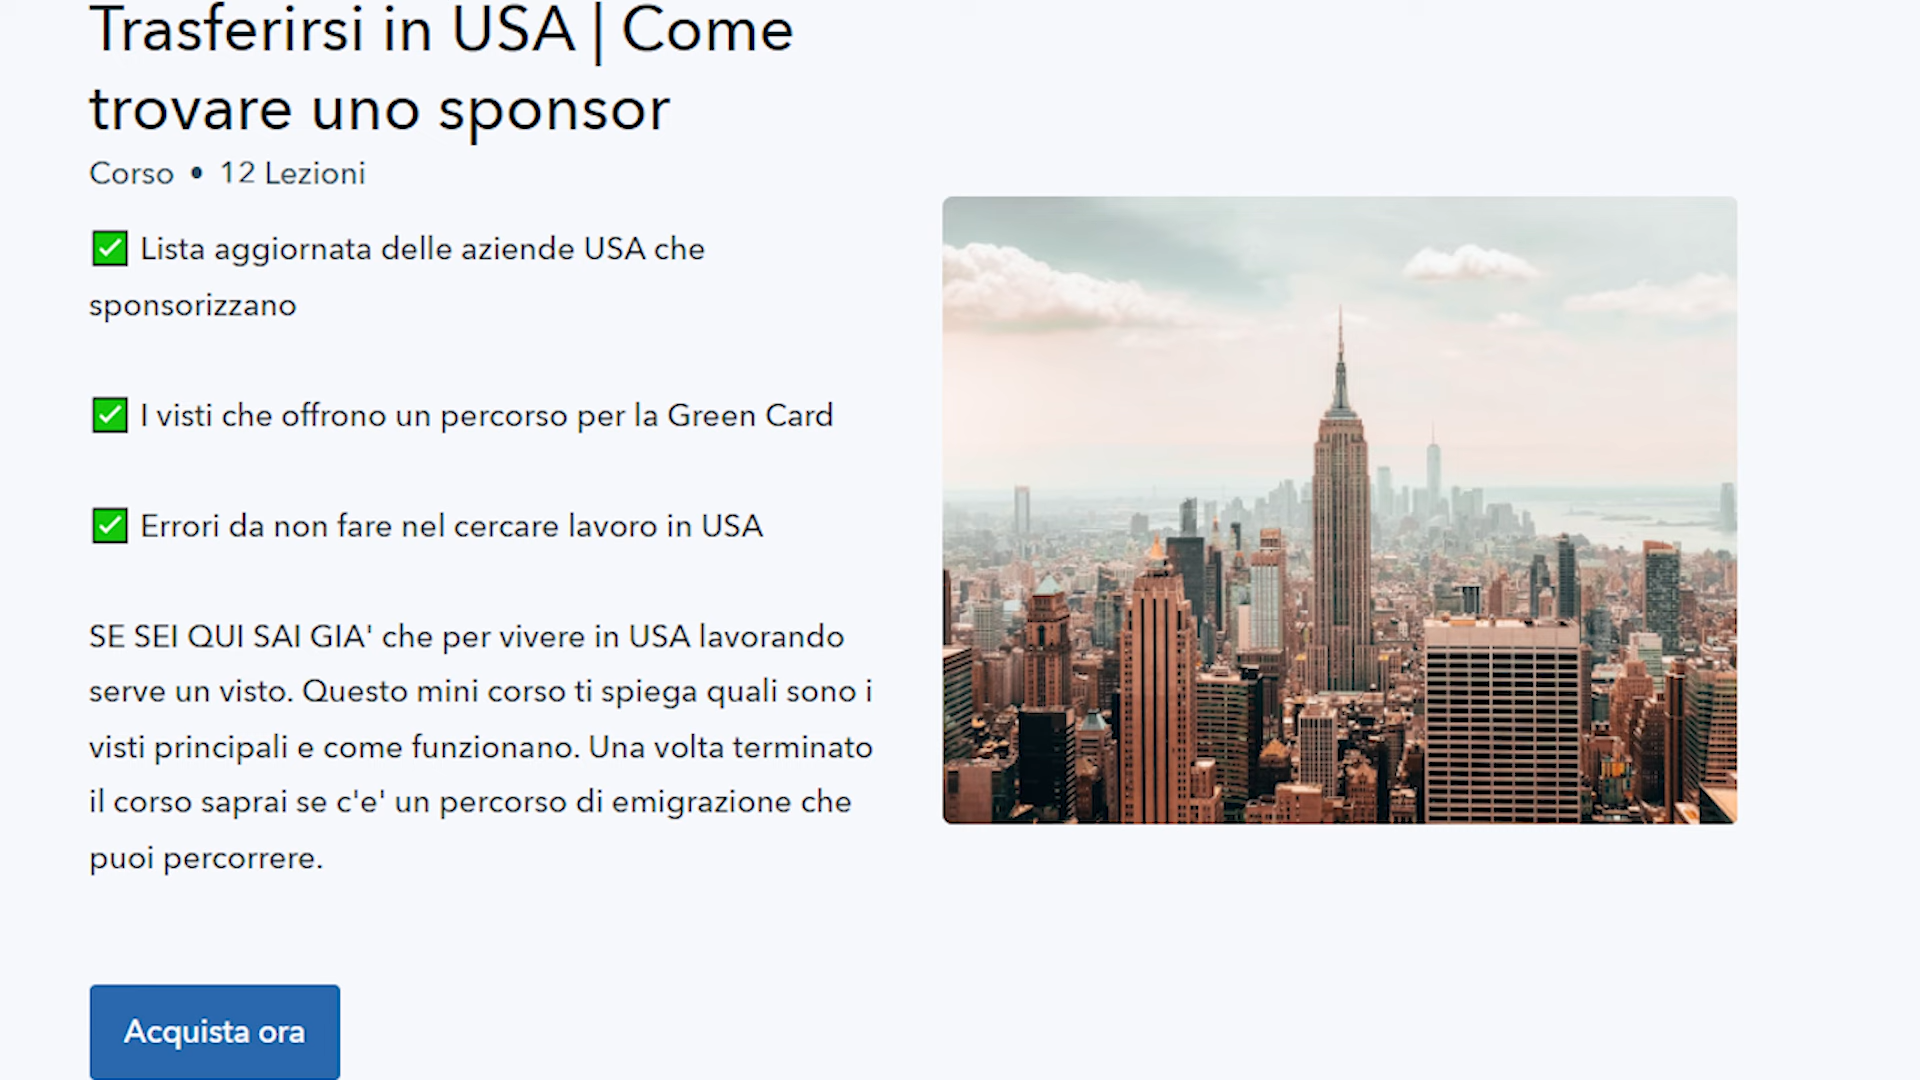 Trasferirsi in USA | Come
trovare uno sponsor
Corso • 12 Lezioni
✅ Lista aggiornata delle aziende USA che
sponsorizzano
✅ I visti che offrono un percorso per la Green Card
✅ Errori da non fare nel cercare lavoro in USA
SE SEI QUI SAI GIA' che per vivere in USA lavorando
serve un visto. Questo mini corso ti spiega quali sono i
visti principali e come funzionano. Una volta terminato
il corso saprai se c'e' un percorso di emigrazione che
puoi percorrere.
Acquista ora